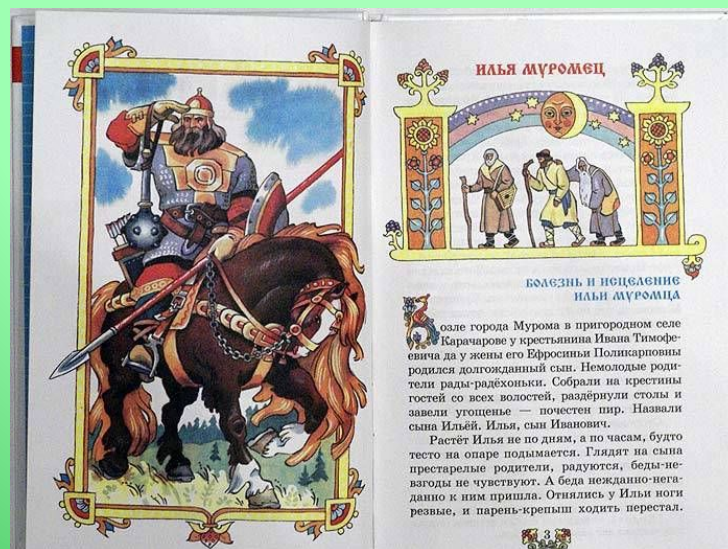 ИЛЬЯ МУРОМЕЦ
БОЛЕЗНЬ И ИСЦЕЛЕНИЕ
ИЛЬИ МУРОМЦА
Возле города Мурома в пригородном селе
Карачарове у крестьянина Ивана Тимофе-
евича да у жены его Ефросиньи Поликарповны
родился долгожданный сын. Немолодые роди-
тели рады-радёхоньки. Собрали на крестины
гостей со всех волостей, раздёрнули столы и
завели угощенье — почестен пир. Назвали
сына Ильёй. Илья, сын Иванович.
Растёт Илья не по дням, а по часам, будто
тесто на опаре подымается. Глядят на сына
престарелые родители, радуются, беды-не-
взгоды не чувствуют. А беда нежданно-нега-
данно к ним пришла. Отнялись у Ильи ноги
резвые, и парень-крепыш ходить перестал.
3